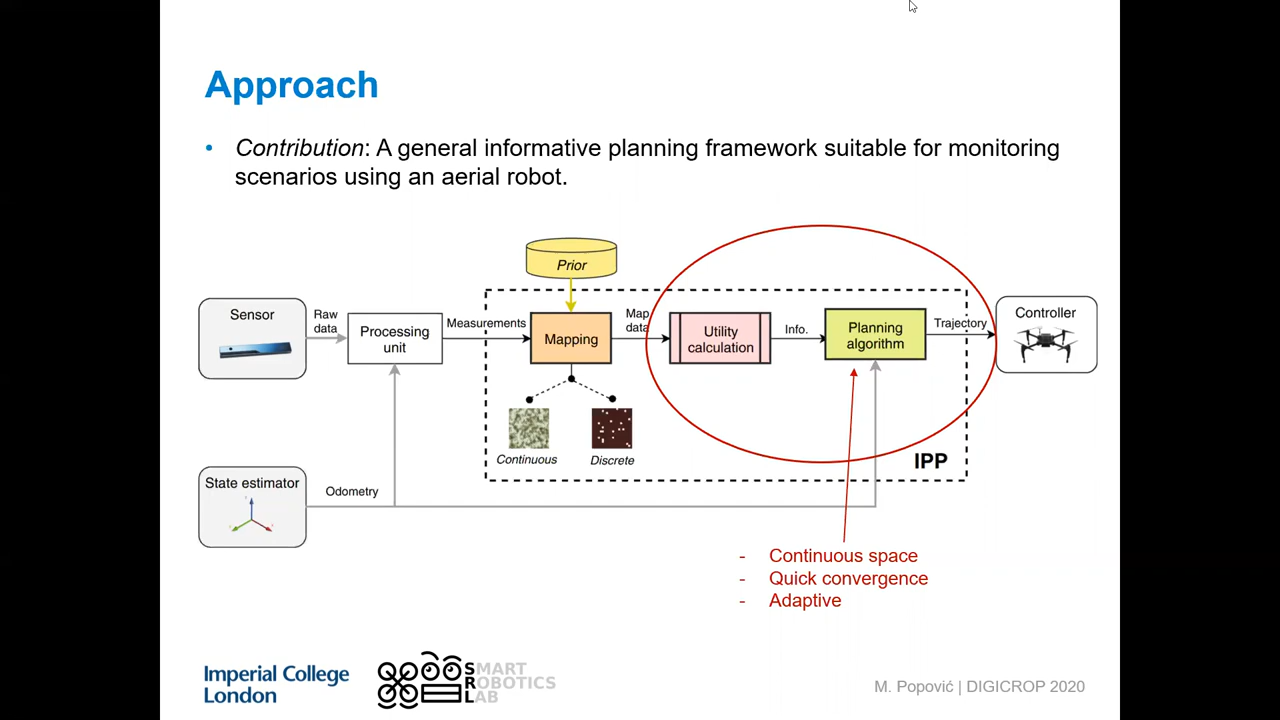 Approach
• Contribution: A general informative planning framework suitable for monitoring
scenarios using an aerial robot.
Prior
Sensor
Raw
data
Processing
unit
Measurements
Mapping
Map
data
Utility
calculation
Info.
Planning
algorithm
Trajectory
Controller
Continuous
Discrete
IPP
State estimator
Odometry
- Continuous space
- Quick convergence
- Adaptive
Imperial College
London
SMART
ROBOTICS
LAB
M. Popović | DIGICROP 2020